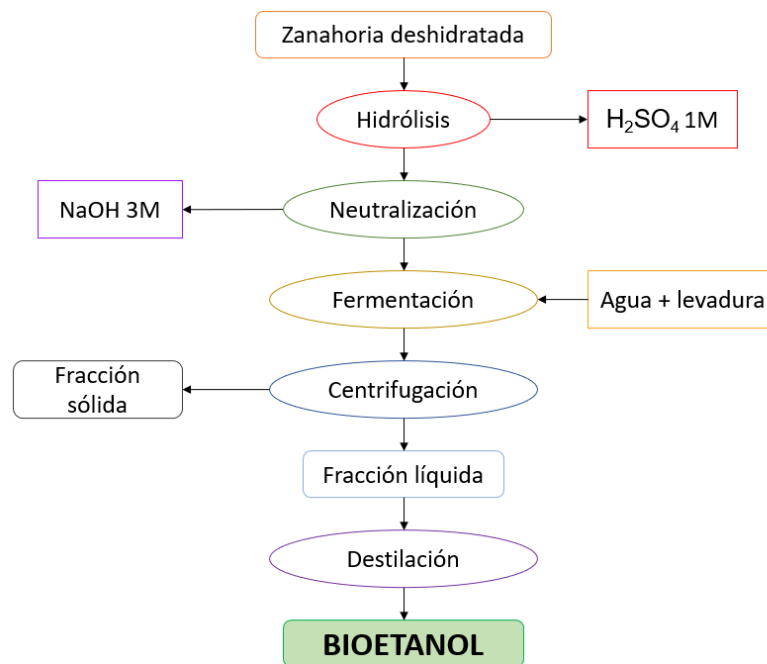 Zanahoria deshidratada
Hidrólisis
H₂SO₄ 1M
NaOH 3M
Neutralización
Fermentación
Agua + levadura
Fracción
sólida
Centrifugación
Fracción líquida
Destilación
BIOETANOL